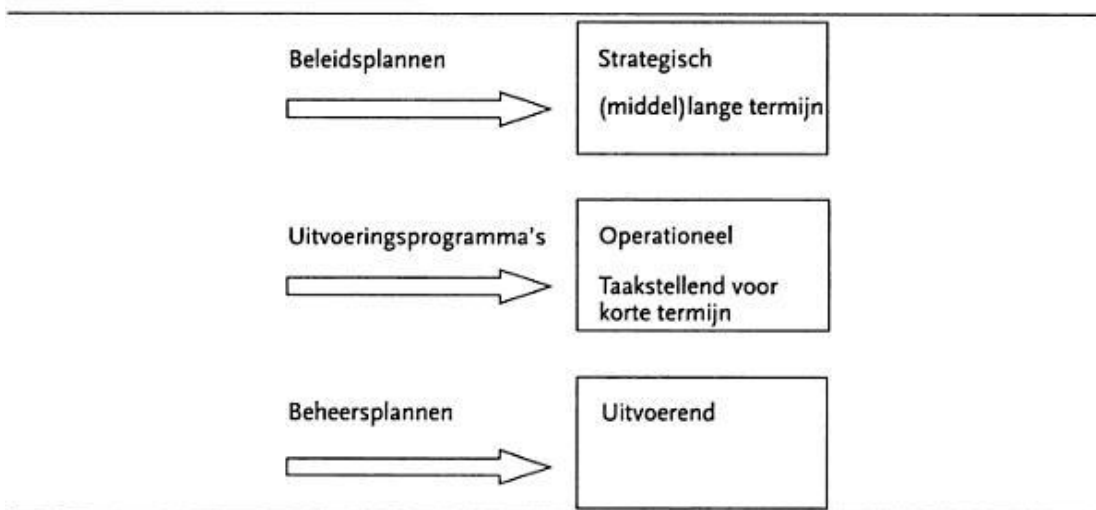 Beleidsplannen
Strategisch
(middel)lange termijn
Uitvoeringsprogramma's
Operationeel
Taakstellend voor
korte termijn
Beheersplannen
Uitvoerend